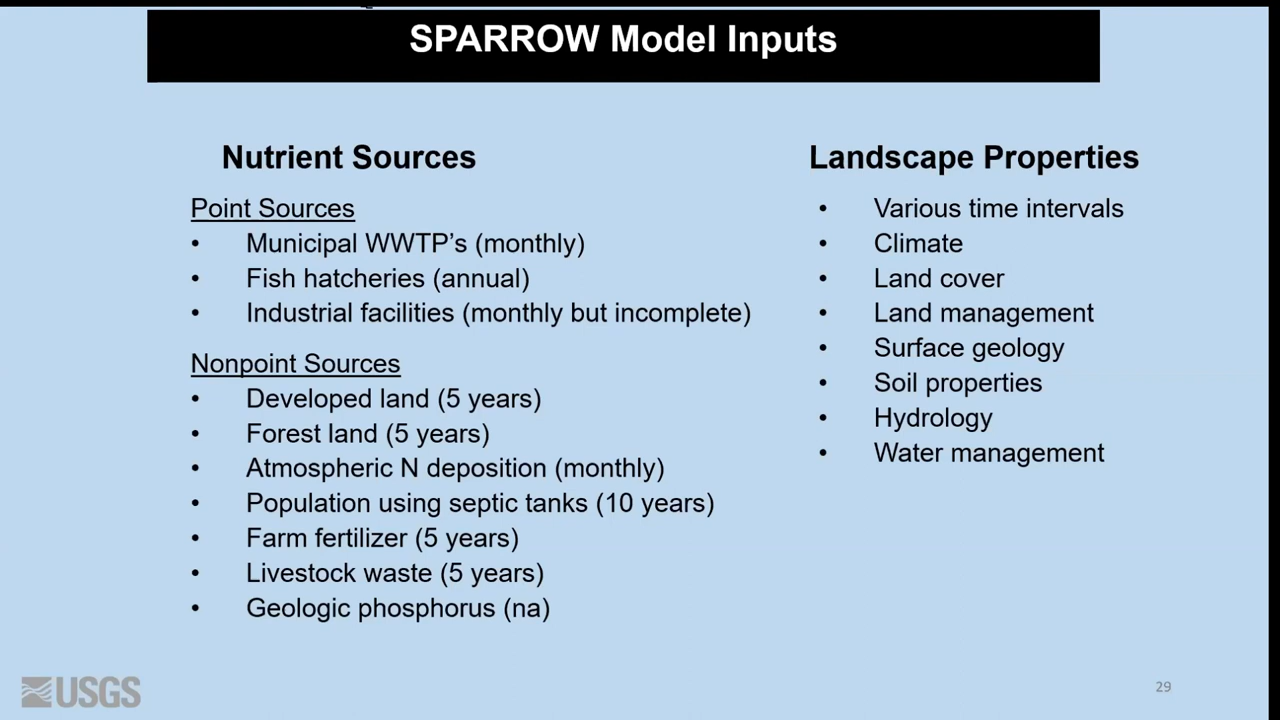 SPARROW Model Inputs
Nutrient Sources
Point Sources
• Municipal WWTP’s (monthly)
• Fish hatcheries (annual)
• Industrial facilities (monthly but incomplete)
Nonpoint Sources
• Developed land (5 years)
• Forest land (5 years)
• Atmospheric N deposition (monthly)
• Population using septic tanks (10 years)
• Farm fertilizer (5 years)
• Livestock waste (5 years)
• Geologic phosphorus (na)
Landscape Properties
• Various time intervals
• Climate
• Land cover
• Land management
• Surface geology
• Soil properties
• Hydrology
• Water management
USGS
29